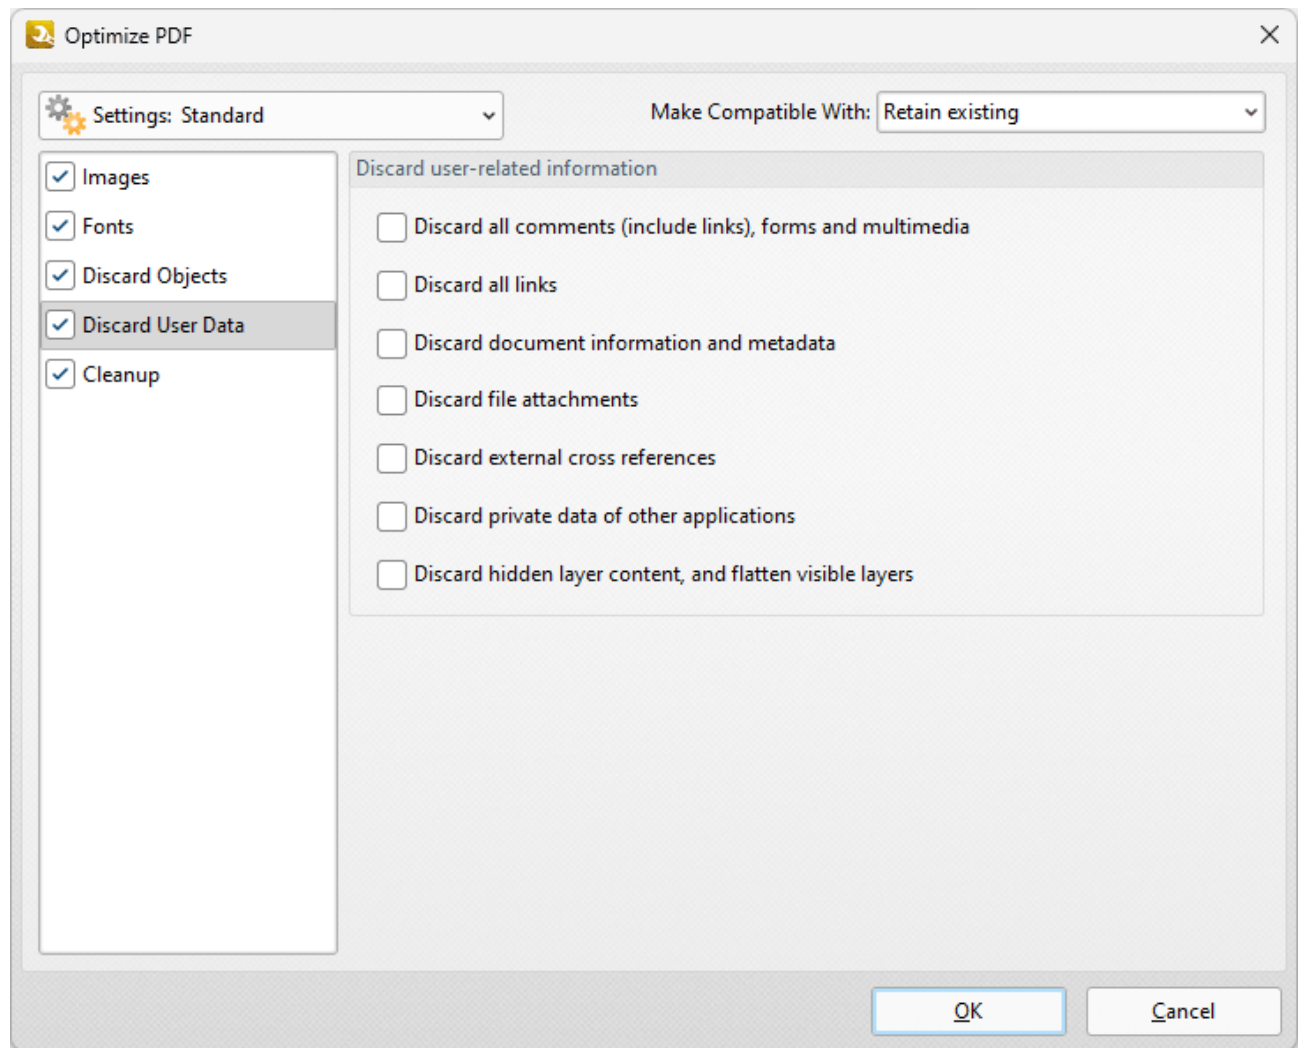 Optimize PDF
Settings: Standard
Make Compatible With: Retain existing
Images
Fonts
Discard Objects
Discard User Data
Cleanup
Discard user-related information
Discard all comments (include links), forms and multimedia
Discard all links
Discard document information and metadata
Discard file attachments
Discard external cross references
Discard private data of other applications
Discard hidden layer content, and flatten visible layers
OK
Cancel